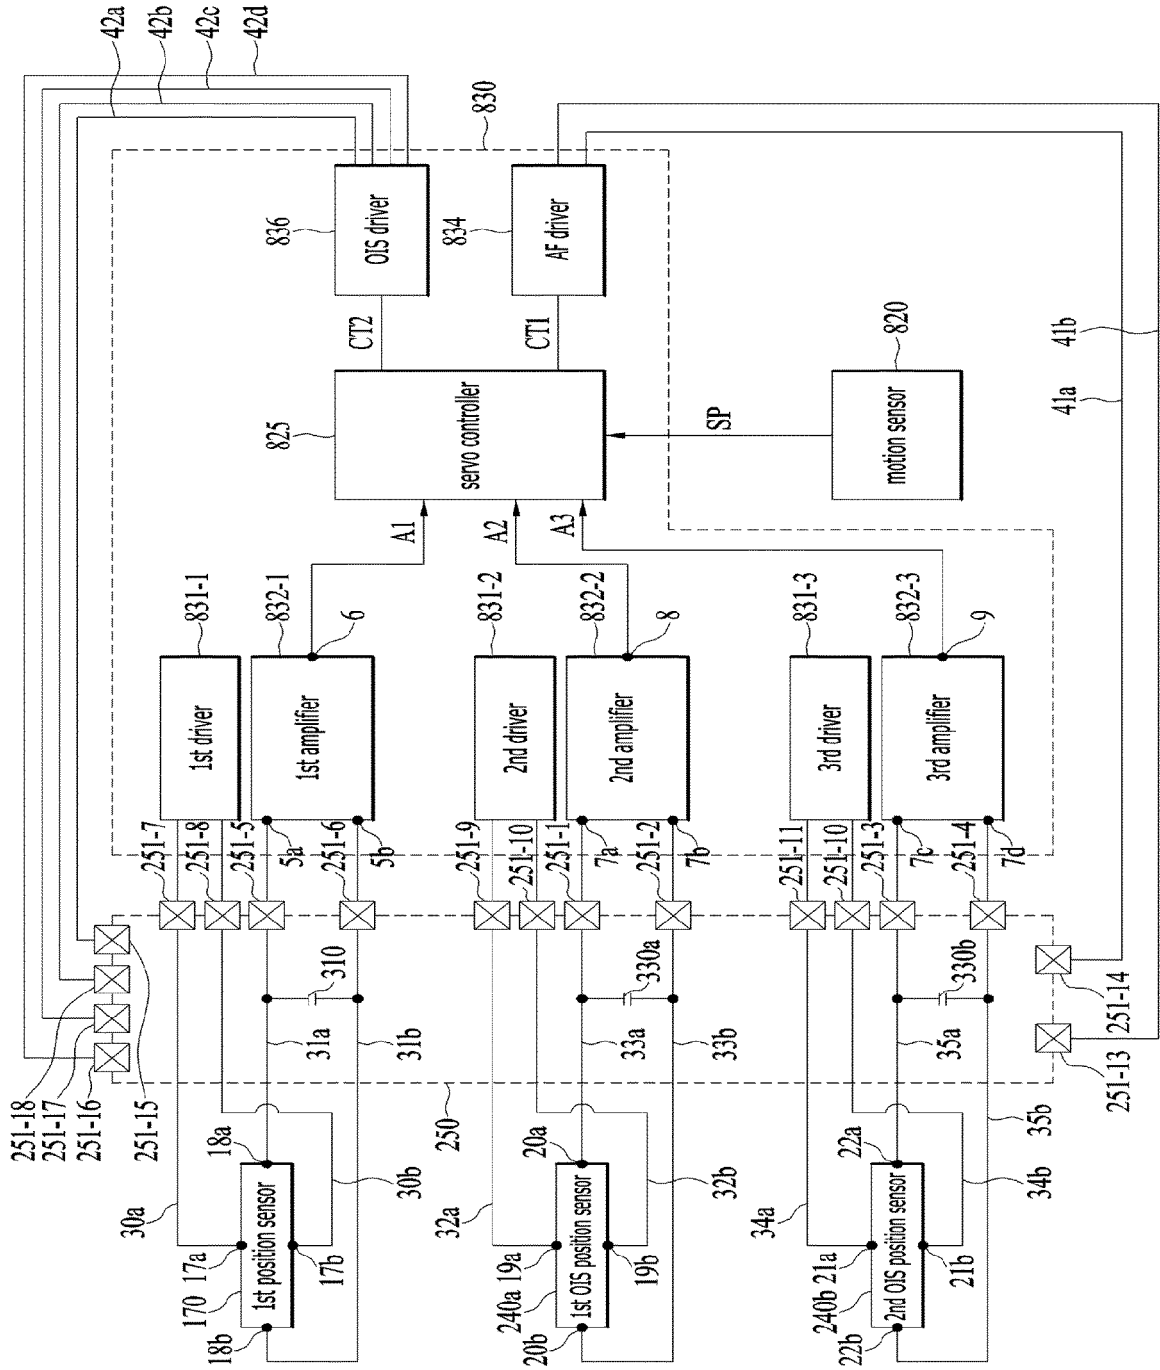 42a
42b
42c
42d
830
836
OIS driver
834
AF driver
CT2
CT1
825
servo controller
SP
820
motion sensor
41a
41b
A1
A2
A3
831-1
1st driver
832-1
1st amplifier
6
831-2
2nd driver
832-2
2nd amplifier
8
831-3
3rd driver
832-3
3rd amplifier
9
251-7
251-8
251-5
5a
251-6
5b
251-9
251-10
251-1
7a
251-2
7b
251-11
251-10
251-3
7c
251-4
7d
310
330a
330b
31a
31b
33a
33b
35a
35b
251-18
251-17
251-16
251-15
250
251-14
251-13
30a
18a
30b
32a
20a
32b
34a
22a
34b
170
17a
1st position sensor
17b
18b
240a
19a
1st OIS position sensor
19b
20b
240b
21a
2nd OIS position sensor
21b
22b